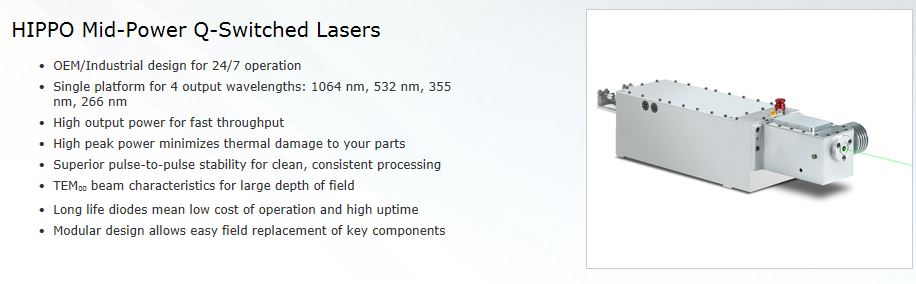 HIPPO Mid-Power Q-Switched Lasers
• OEM/Industrial design for 24/7 operation
• Single platform for 4 output wavelengths: 1064 nm, 532 nm, 355
nm, 266 nm
• High output power for fast throughput
• High peak power minimizes thermal damage to your parts
• Superior pulse-to-pulse stability for clean, consistent processing
• TEM₀₀ beam characteristics for large depth of field
• Long life diodes mean low cost of operation and high uptime
• Modular design allows easy field replacement of key components